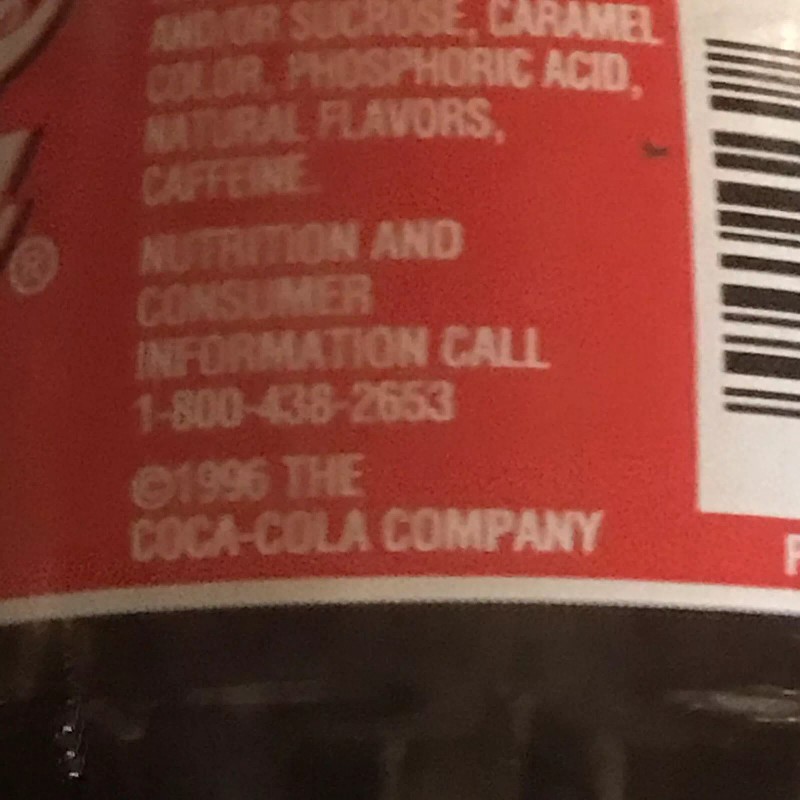 AND/OR SUCROSE, CARAMEL
COLOR, PHOSPHORIC ACID,
NATURAL FLAVORS,
CAFFEINE.
®
NUTRITION AND
CONSUMER
INFORMATION CALL
1-800-438-2653
©1996 THE
COCA-COLA COMPANY